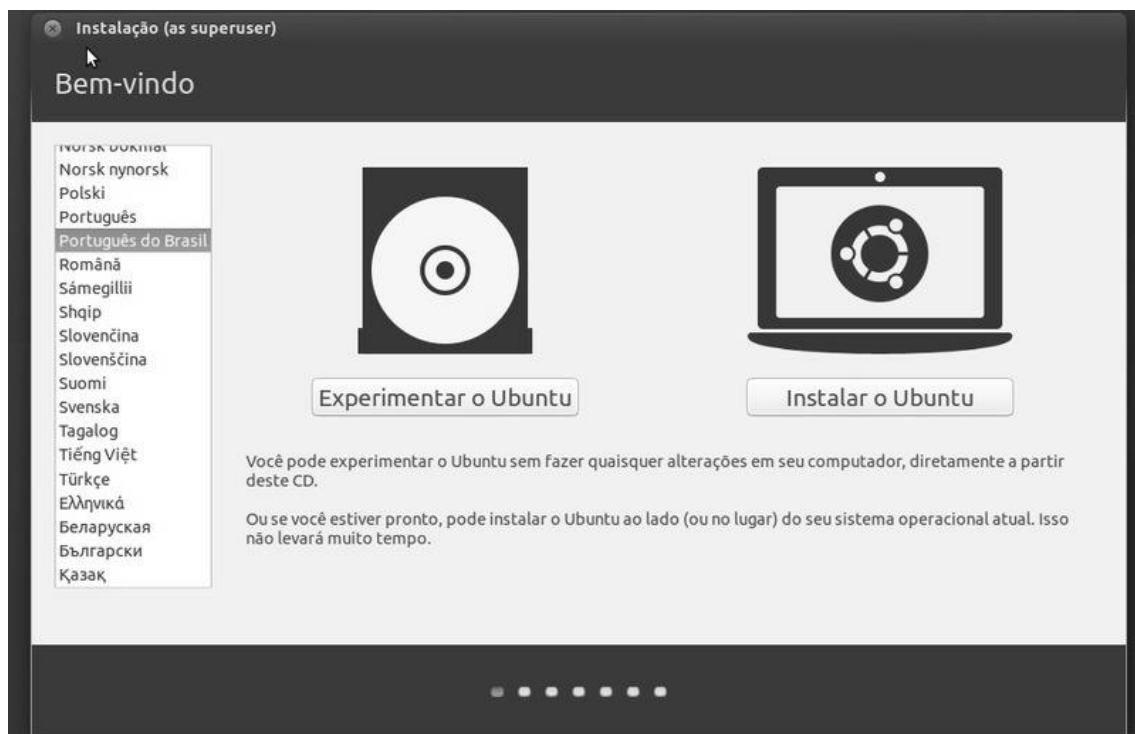 Instalação (as superuser)
Bem-vindo
Norsk bokmål
Norsk nynorsk
Polski
Português
Português do Brasil
Română
Sámegillii
Shqip
Slovenčina
Slovenščina
Suomi
Svenska
Tagalog
Tiếng Việt
Türkçe
Ελληνικά
Беларуская
Български
Қазақ
Experimentar o Ubuntu
Instalar o Ubuntu
Você pode experimentar o Ubuntu sem fazer quaisquer alterações em seu computador, diretamente a partir
deste CD.
Ou se você estiver pronto, pode instalar o Ubuntu ao lado (ou no lugar) do seu sistema operacional atual. Isso
não levará muito tempo.